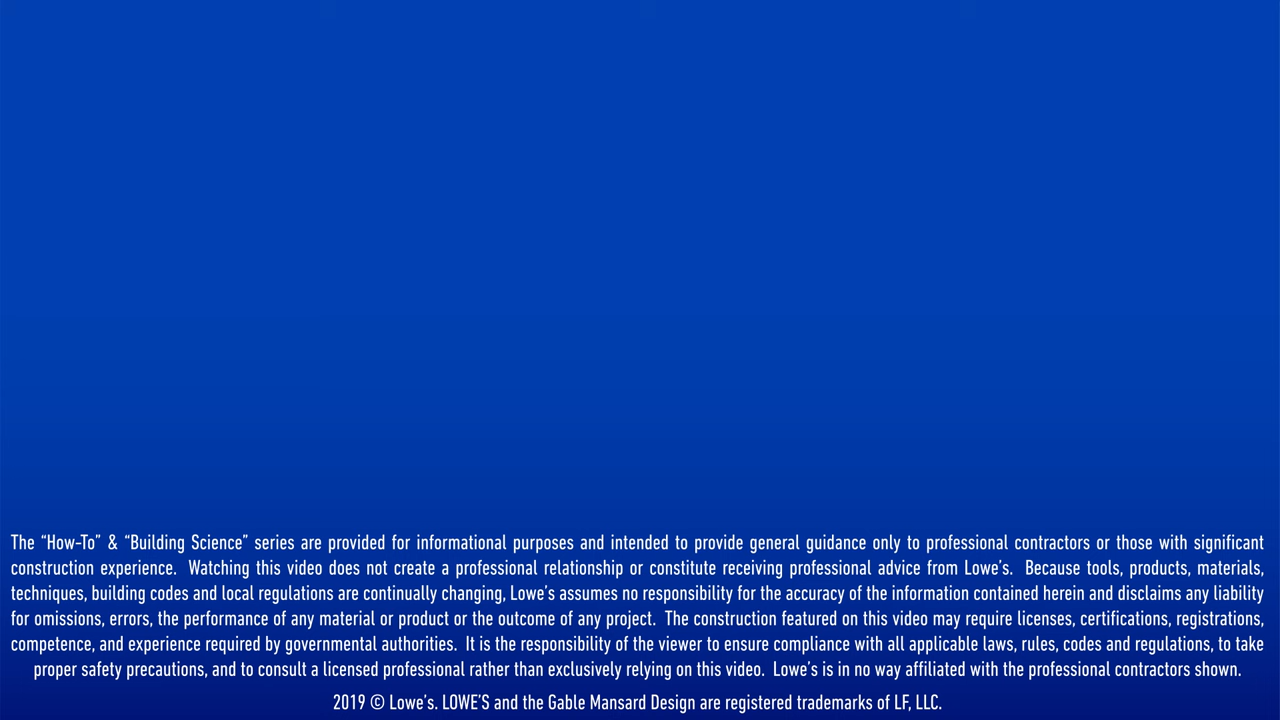 The “How-To” & “Building Science” series are provided for informational purposes and intended to provide general guidance only to professional contractors or those with significant
construction experience.  Watching this video does not create a professional relationship or constitute receiving professional advice from Lowe’s.  Because tools, products, materials,
techniques, building codes and local regulations are continually changing, Lowe’s assumes no responsibility for the accuracy of the information contained herein and disclaims any liability
for omissions, errors, the performance of any material or product or the outcome of any project.  The construction featured on this video may require licenses, certifications, registrations,
competence, and experience required by governmental authorities.  It is the responsibility of the viewer to ensure compliance with all applicable laws, rules, codes and regulations, to take
proper safety precautions, and to consult a licensed professional rather than exclusively relying on this video.  Lowe’s is in no way affiliated with the professional contractors shown.
2019 © Lowe’s. LOWE’S and the Gable Mansard Design are registered trademarks of LF, LLC.